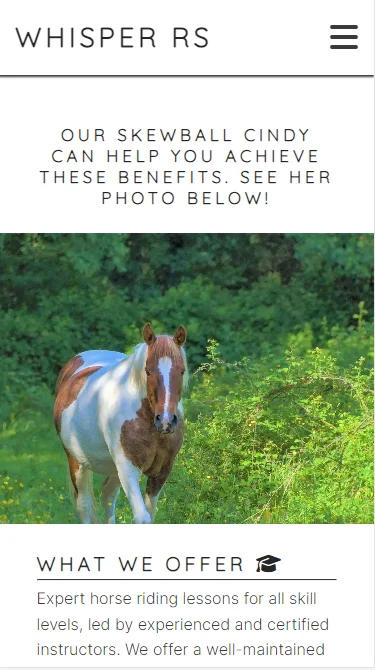 WHISPER RS
OUR SKEWBALL CINDY
CAN HELP YOU ACHIEVE
THESE BENEFITS. SEE HER
PHOTO BELOW!
WHAT WE OFFER
Expert horse riding lessons for all skill
levels, led by experienced and certified
instructors. We offer a well-maintained